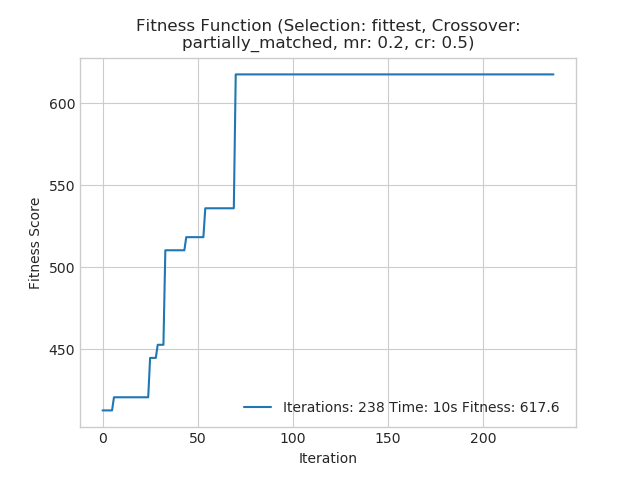 Fitness Function (Selection: fittest, Crossover:
partially_matched, mr: 0.2, cr: 0.5)
600
550
500
450
Fitness Score
Iterations: 238 Time: 10s Fitness: 617.6
0 50 100 150 200
Iteration